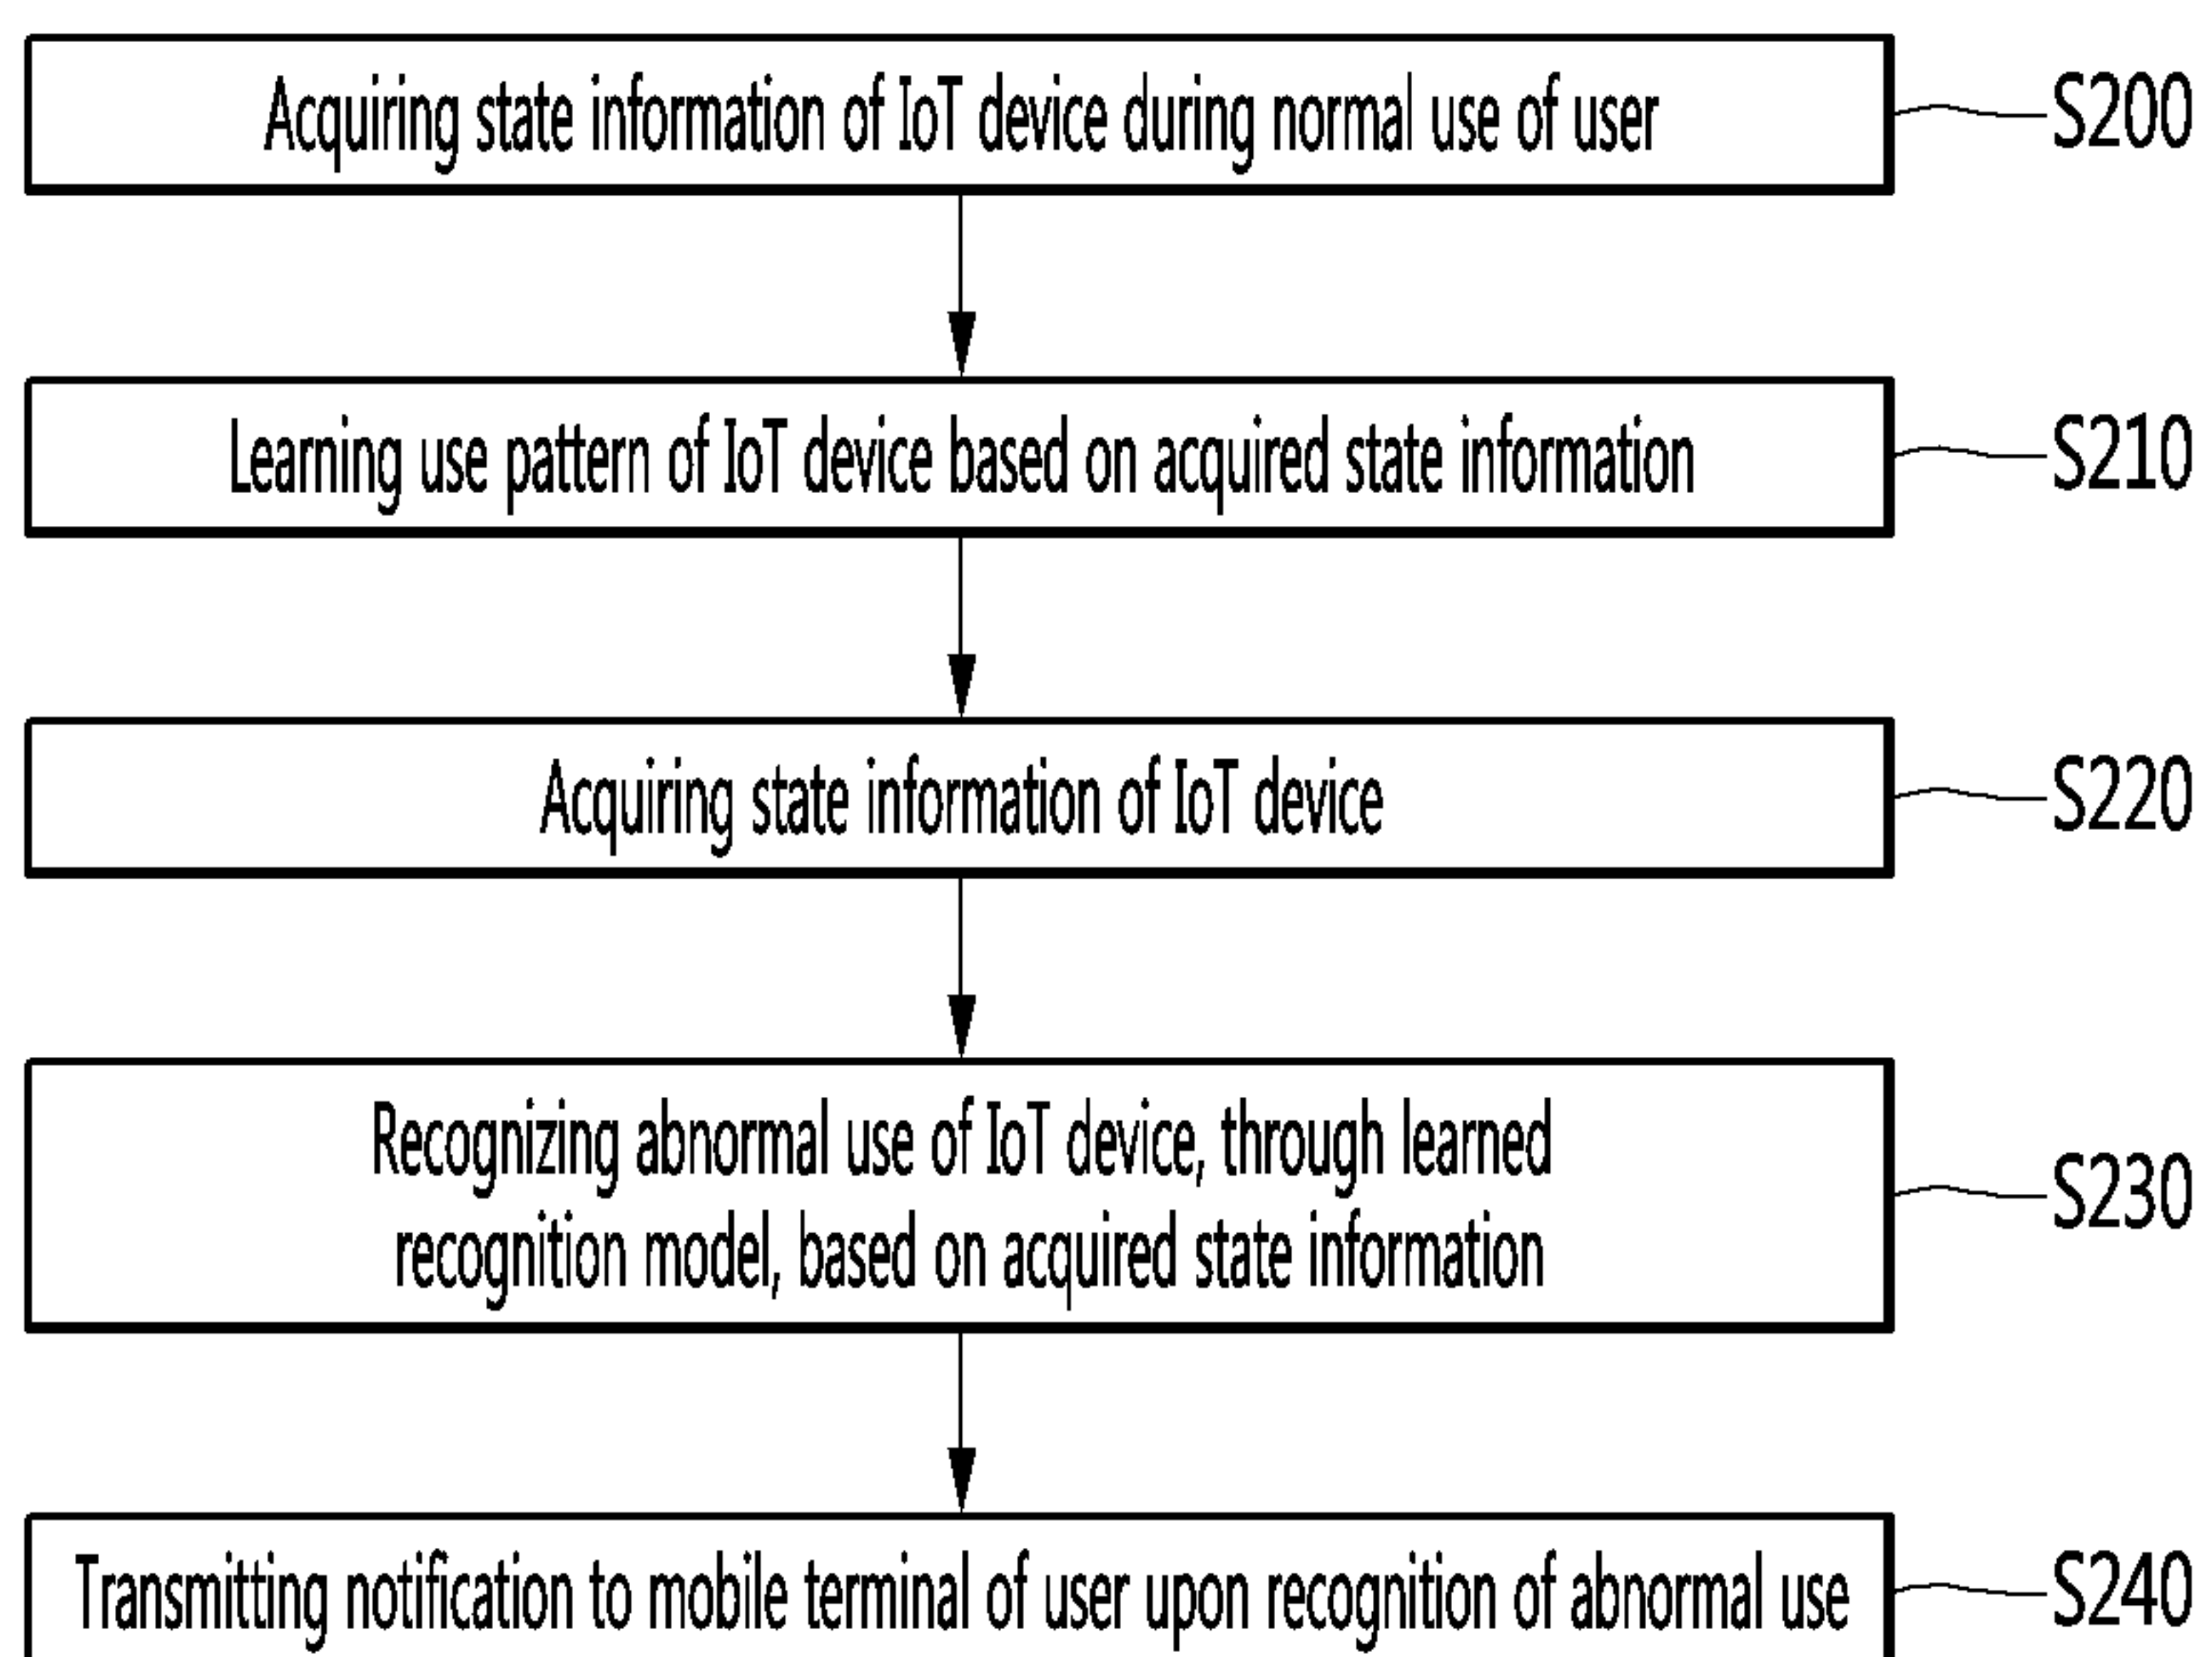 Acquiring state information of IoT device during normal use of user
S200
Learning use pattern of IoT device based on acquired state information
S210
Acquiring state information of IoT device
S220
Recognizing abnormal use of IoT device, through learned
recognition model, based on acquired state information
S230
Transmitting notification to mobile terminal of user upon recognition of abnormal use
S240